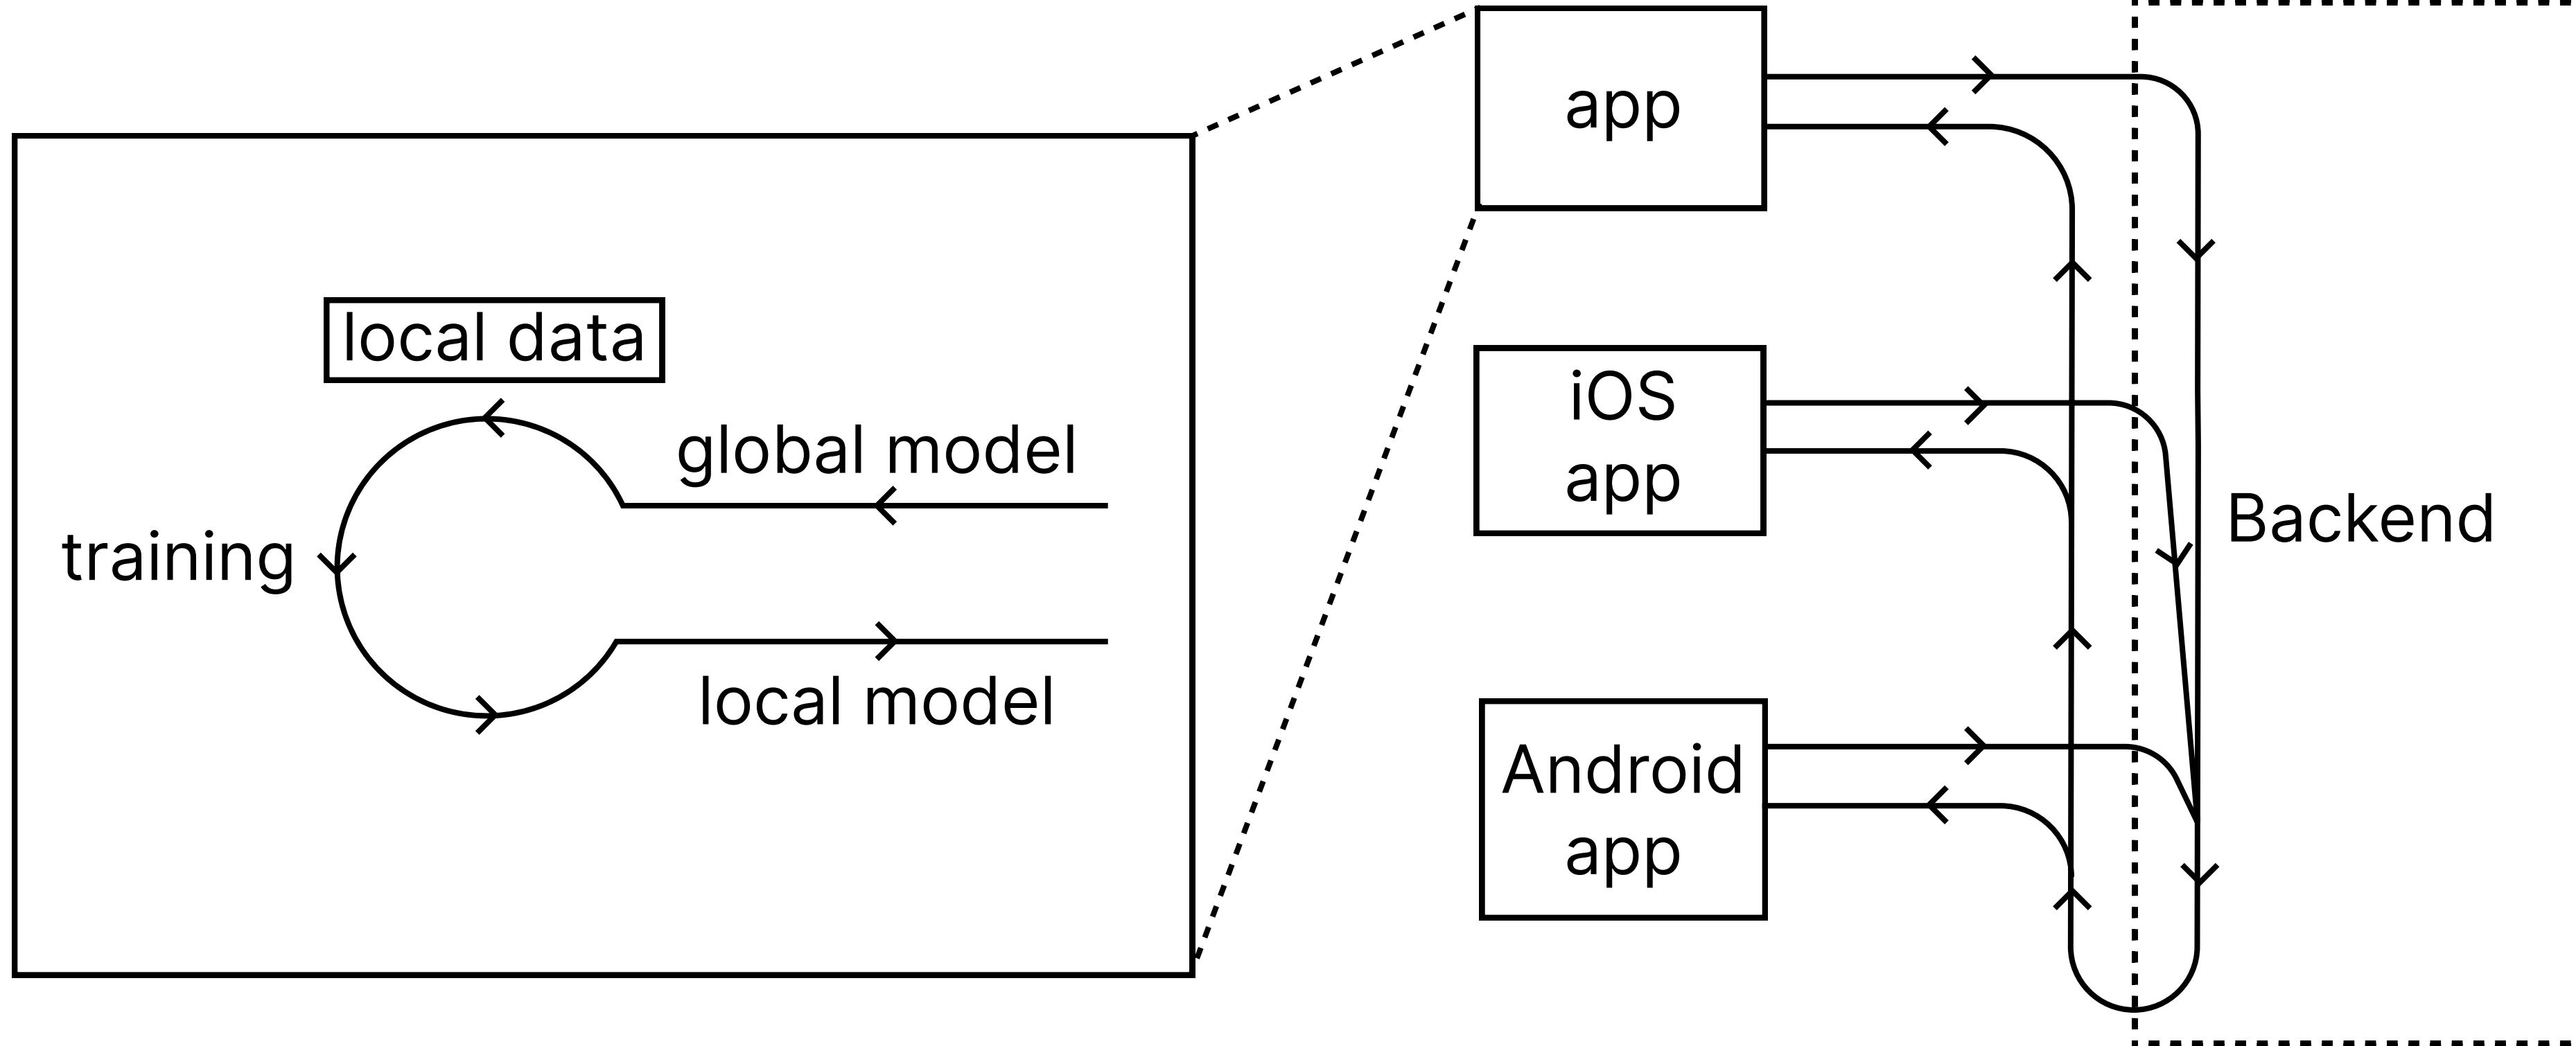 local data
global model
training
local model
app
iOS
app
Android
app
Backend